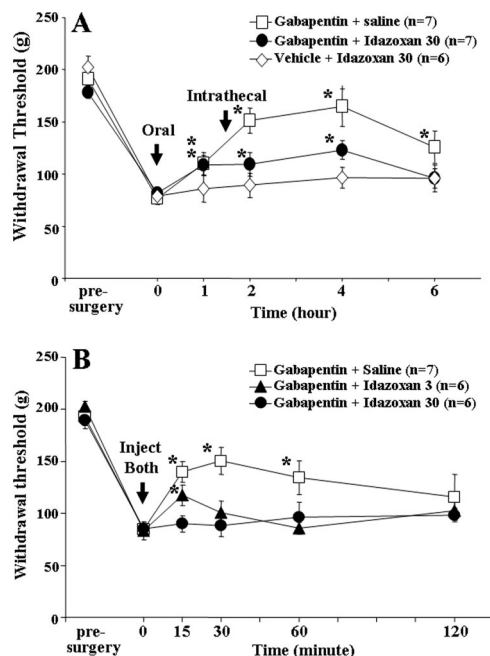 A
Gabapentin + saline (n=7)
Gabapentin + Idazoxan 30 (n=7)
Vehicle + Idazoxan 30 (n=6)
Withdrawal Threshold (g)
250
200
150
100
50
0
Oral
Intrathecal
*
*
*
*
*
*
*
pre-
surgery
0 1 2 4 6
Time (hour)
B
Gabapentin + Saline (n=7)
Gabapentin + Idazoxan 3 (n=6)
Gabapentin + Idazoxan 30 (n=6)
Withdrawal threshold (g)
250
200
150
100
50
0
Inject
Both
*
*
*
*
pre-
surgery
0 15 30 60 120
Time (minute)